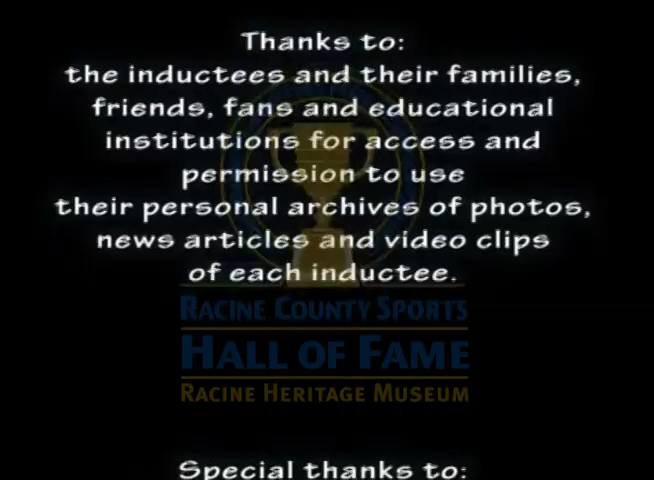 Thanks to:
the inductees and their families,
friends, fans and educational
institutions for access and
permission to use
their personal archives of photos,
news articles and video clips
of each inductee.
RACINE COUNTY SPORTS
HALL OF FAME
RACINE HERITAGE MUSEUM
Special thanks to: